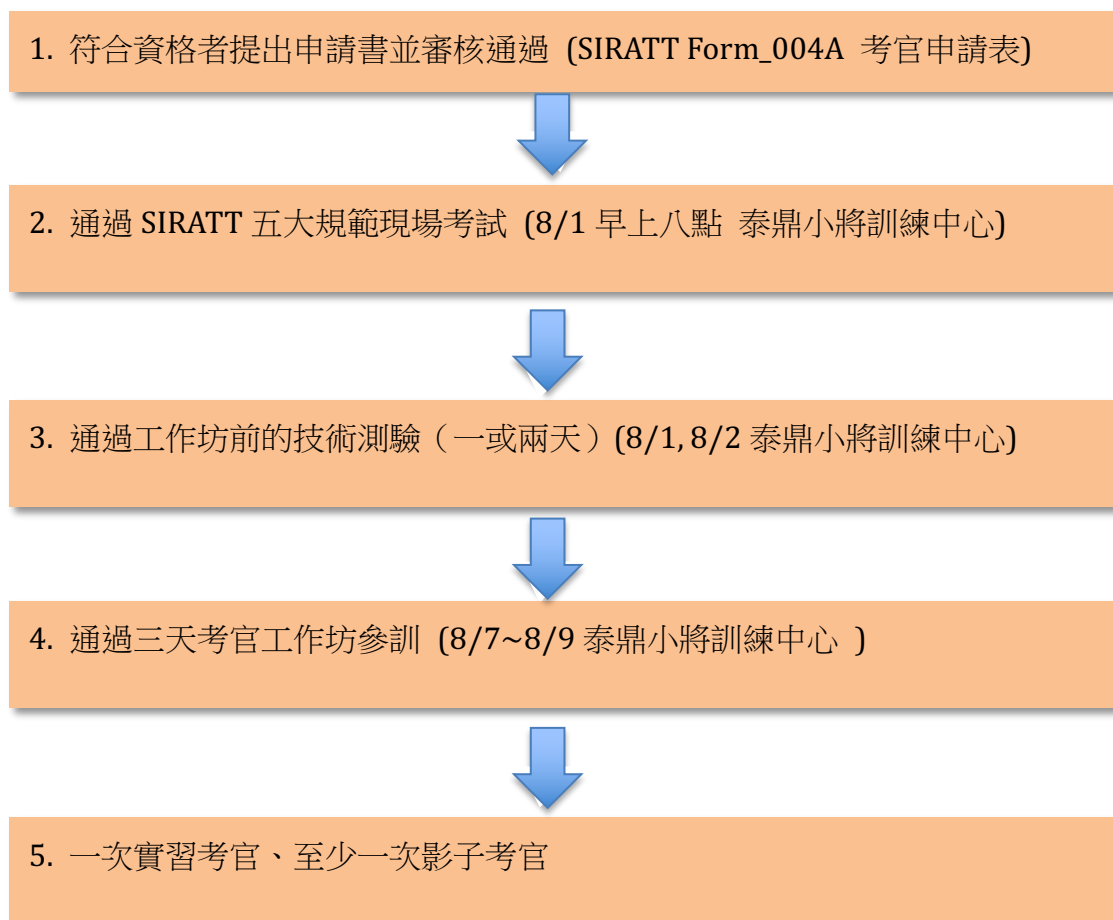 1. 符合資格者提出申請書並審核通過 (SIRATT Form_004A 考官申請表)
2. 通過 SIRATT 五大規範現場考試 (8/1 早上八點 泰鼎小將訓練中心)
3. 通過工作坊前的技術測驗（一或兩天）(8/1, 8/2 泰鼎小將訓練中心)
4. 通過三天考官工作坊參訓 (8/7~8/9 泰鼎小將訓練中心 )
5. 一次實習考官、至少一次影子考官